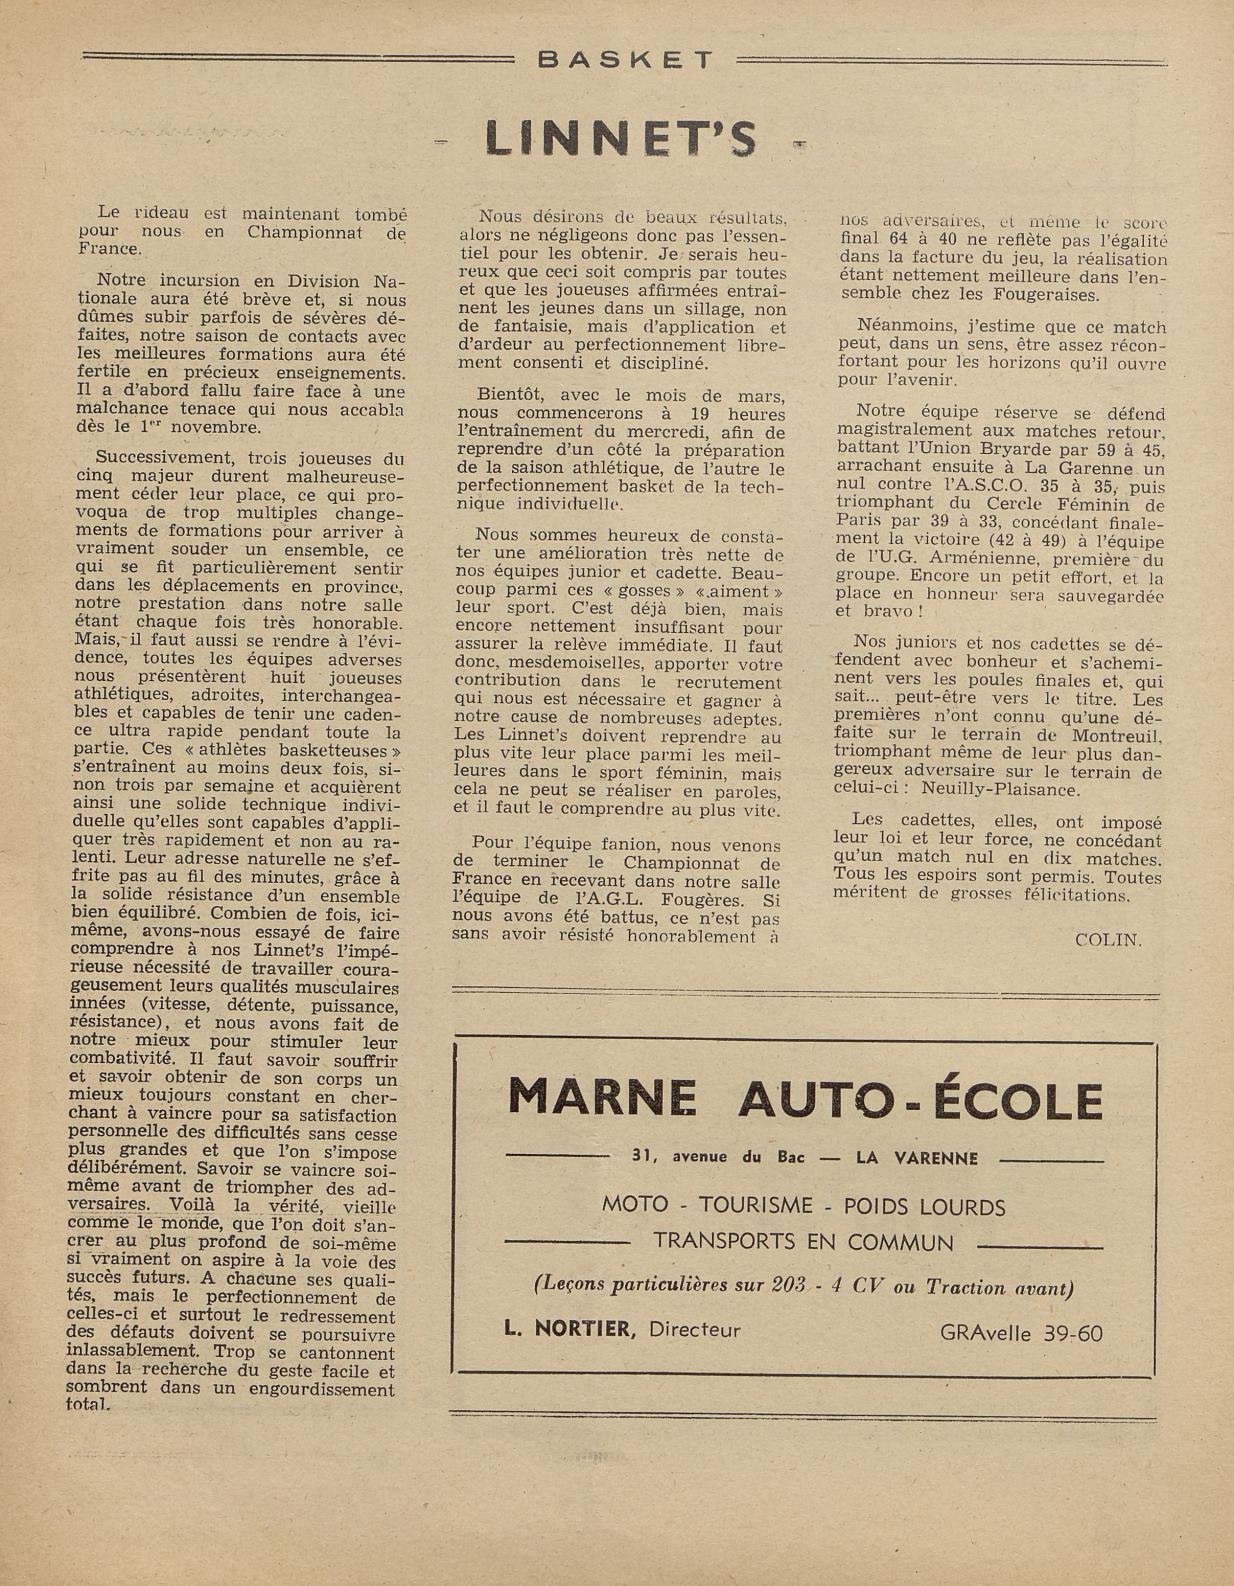 BASKET
- LINNET'S -
Le rideau est maintenant tombé
pour nous en Championnat de
France.
Notre incursion en Division Na-
tionale aura été brève et, si nous
dûmes subir parfois de sévères dé-
faites, notre saison de contacts avec
les meilleures formations aura été
fertile en précieux enseignements.
Il a d'abord fallu faire face à une
malchance tenace qui nous accabla
dès le 1er novembre.
Successivement, trois joueuses du
cinq majeur durent malheureuse-
ment céder leur place, ce qui pro-
voqua de trop multiples change-
ments de formations pour arriver à
vraiment souder un ensemble, ce
qui se fit particulièrement sentir
dans les déplacements en province,
notre prestation dans notre salle
étant chaque fois très honorable.
Mais, il faut aussi se rendre à l'évi-
dence, toutes les équipes adverses
nous présentèrent huit joueuses
athlétiques, adroites, interchangea-
bles et capables de tenir une caden-
ce ultra rapide pendant toute la
partie. Ces « athlètes basketteuses »
s'entraînent au moins deux fois, si-
non trois par semaine et acquièrent
ainsi une solide technique indivi-
duelle qu'elles sont capables d'appli-
quer très rapidement et non au ra-
lenti. Leur adresse naturelle ne s'ef-
frite pas au fil des minutes, grâce à
la solide résistance d'un ensemble
bien équilibré. Combien de fois, ici-
même, avons-nous essayé de faire
comprendre à nos Linnet's l'impé-
rieuse nécessité de travailler coura-
geusement leurs qualités musculaires
innées (vitesse, détente, puissance,
résistance), et nous avons fait de
notre mieux pour stimuler leur
combativité. Il faut savoir souffrir
et savoir obtenir de son corps un
mieux toujours constant en cher-
chant à vaincre pour sa satisfaction
personnelle des difficultés sans cesse
plus grandes et que l'on s'impose
délibérément. Savoir se vaincre soi-
même avant de triompher des ad-
versaires. Voilà la vérité, vieille
comme le monde, que l'on doit s'an-
crer au plus profond de soi-même
si vraiment on aspire à la voie des
succès futurs. A chacune ses quali-
tés, mais le perfectionnement de
celles-ci et surtout le redressement
des défauts doivent se poursuivre
inlassablement. Trop se cantonnent
dans la recherche du geste facile et
sombrent dans un engourdissement
total.
Nous désirons de beaux résultats,
alors ne négligeons donc pas l'essen-
tiel pour les obtenir. Je serais heu-
reux que ceci soit compris par toutes
et que les joueuses affirmées entraî-
nent les jeunes dans un sillage, non
de fantaisie, mais d'application et
d'ardeur au perfectionnement libre-
ment consenti et discipliné.
Bientôt, avec le mois de mars,
nous commencerons à 19 heures
l'entraînement du mercredi, afin de
reprendre d'un côté la préparation
de la saison athlétique, de l'autre le
perfectionnement basket de la tech-
nique individuelle.
Nous sommes heureux de consta-
ter une amélioration très nette de
nos équipes junior et cadette. Beau-
coup parmi ces « gosses » « aiment »
leur sport. C'est déjà bien, mais
encore nettement insuffisant pour
assurer la relève immédiate. Il faut
donc, mesdemoiselles, apporter votre
contribution dans le recrutement
qui nous est nécessaire et gagner à
notre cause de nombreuses adeptes.
Les Linnet's doivent reprendre au
plus vite leur place parmi les meil-
leures dans le sport féminin, mais
cela ne peut se réaliser en paroles,
et il faut le comprendre au plus vite.
Pour l'équipe fanion, nous venons
de terminer le Championnat de
France en recevant dans notre salle
l'équipe de l'A.G.L. Fougères. Si
nous avons été battus, ce n'est pas
sans avoir résisté honorablement à
nos adversaires, et même le score
final 64 à 40 ne reflète pas l'égalité
dans la facture du jeu, la réalisation
étant nettement meilleure dans l'en-
semble chez les Fougeraises.
Néanmoins, j'estime que ce match
peut, dans un sens, être assez récon-
fortant pour les horizons qu'il ouvre
pour l'avenir.
Notre équipe réserve se défend
magistralement aux matches retour,
battant l'Union Bryarde par 59 à 45,
arrachant ensuite à La Garenne un
nul contre l'A.S.C.O. 35 à 35, puis
triomphant du Cercle Féminin de
Paris par 39 à 33, concédant finale-
ment la victoire (42 à 49) à l'équipe
de l'U.G. Arménienne, première du
groupe. Encore un petit effort, et la
place en honneur sera sauvegardée
et bravo !
Nos juniors et nos cadettes se dé-
fendent avec bonheur et s'achemi-
nent vers les poules finales et, qui
sait... peut-être vers le titre. Les
premières n'ont connu qu'une dé-
faite sur le terrain de Montreuil,
triomphant même de leur plus dan-
gereux adversaire sur le terrain de
celui-ci : Neuilly-Plaisance.
Les cadettes, elles, ont imposé
leur loi et leur force, ne concédant
qu'un match nul en dix matches.
Tous les espoirs sont permis. Toutes
méritent de grosses félicitations.
COLIN.
MARNE AUTO-ÉCOLE
31, avenue du Bac — LA VARENNE
MOTO - TOURISME - POIDS LOURDS
TRANSPORTS EN COMMUN
(Leçons particulières sur 203 - 4 CV ou Traction avant)
L. NORTIER, Directeur GRAvelle 39-60